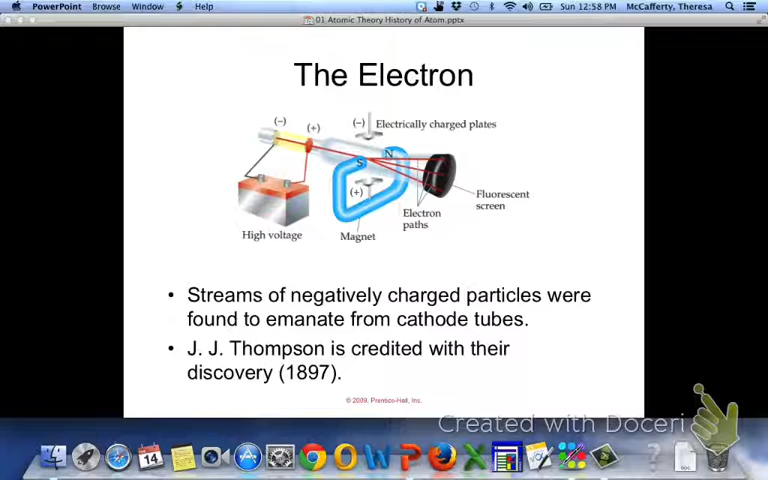 PowerPoint Browse Window Help Sun 12:58 PM McCafferty, Theresa
01 Atomic Theory History of Atom.pptx
The Electron
(−) (+) (−) Electrically charged plates
S N
(+)
Fluorescent
screen
Electron
paths
High voltage
Magnet
• Streams of negatively charged particles were
found to emanate from cathode tubes.
• J. J. Thompson is credited with their
discovery (1897).
© 2009, Prentice-Hall, Inc.
Created with Doceri
14